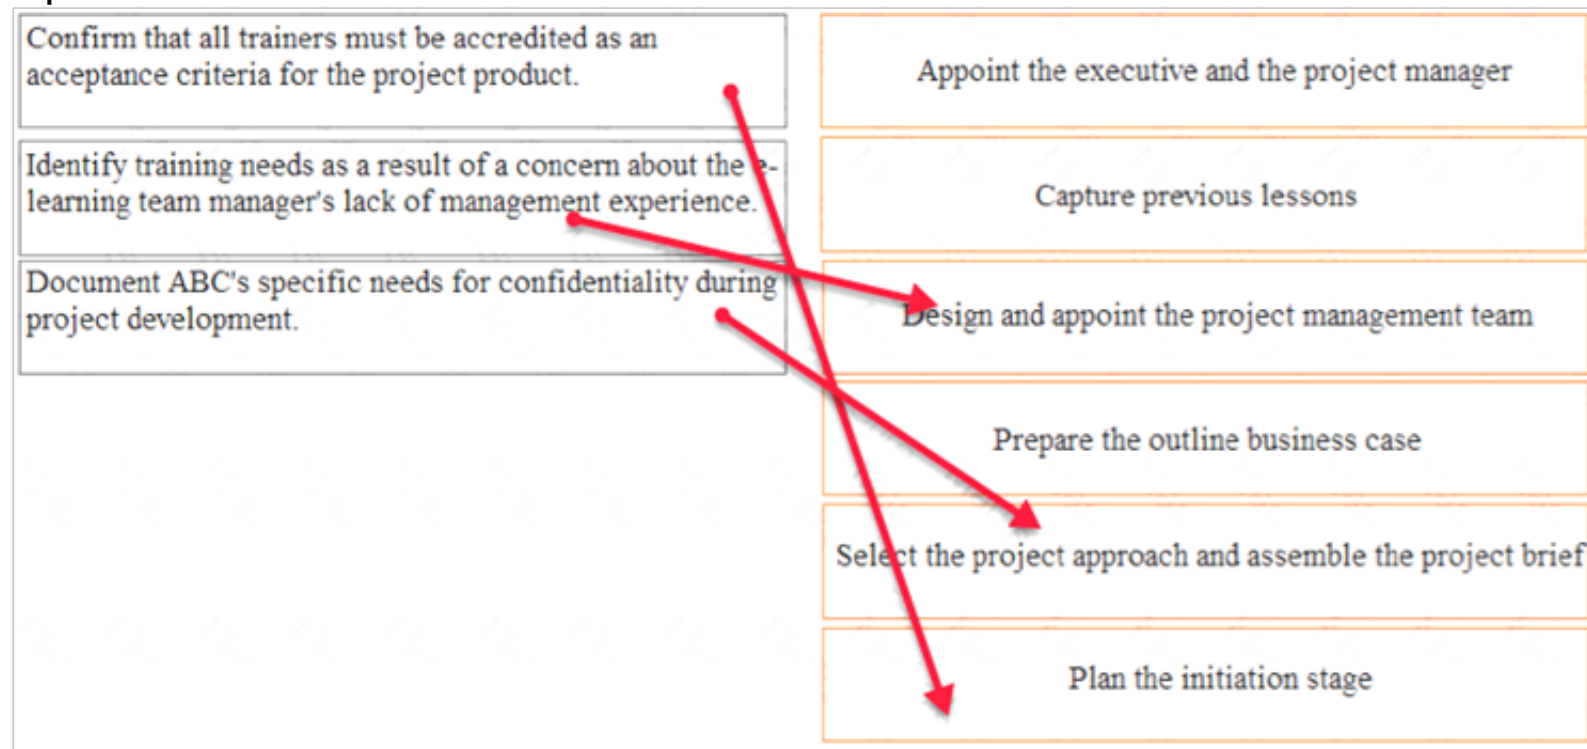 Confirm that all trainers must be accredited as an
acceptance criteria for the project product.
Identify training needs as a result of a concern about the e-
learning team manager's lack of management experience.
Document ABC's specific needs for confidentiality during
project development.
Appoint the executive and the project manager
Capture previous lessons
Design and appoint the project management team
Prepare the outline business case
Select the project approach and assemble the project brief
Plan the initiation stage